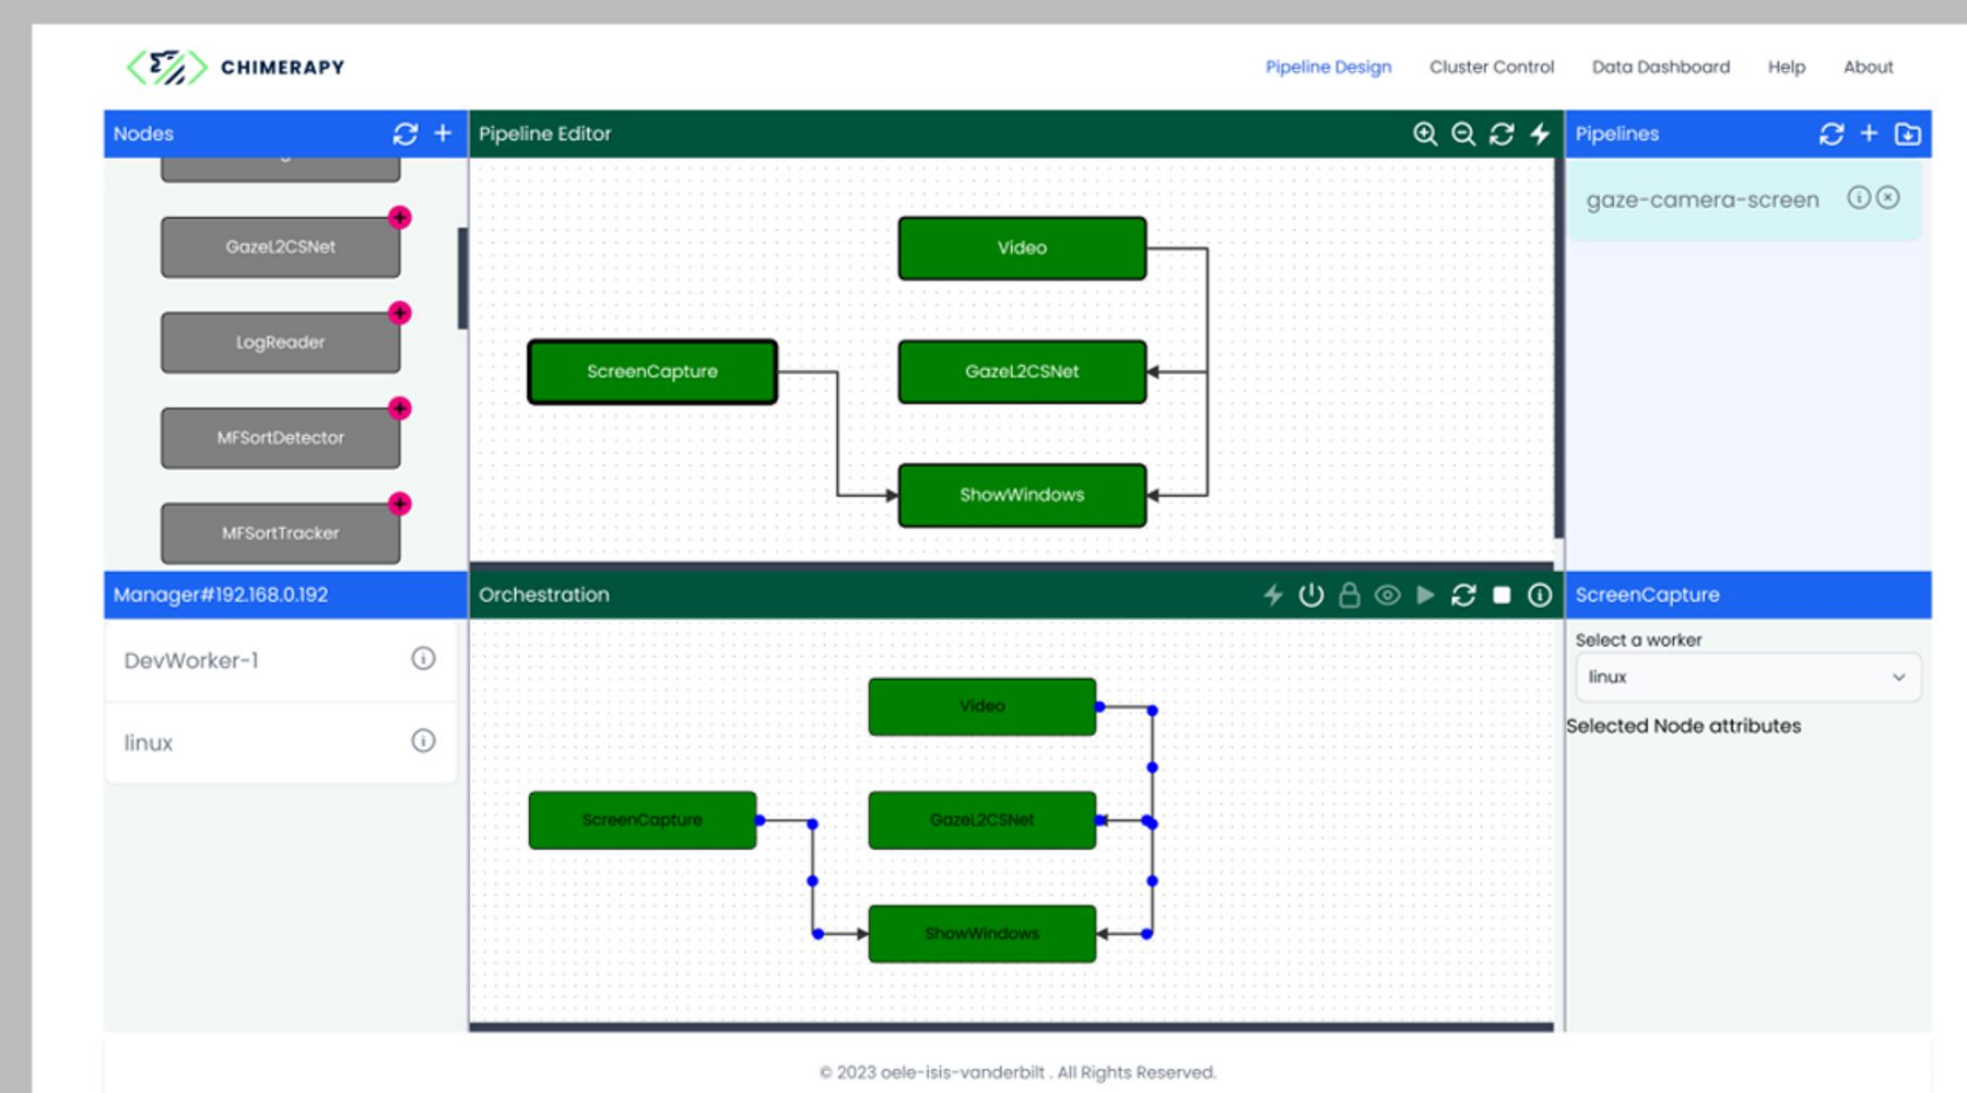 CHIMERAPY
Pipeline Design Cluster Control Data Dashboard Help About
Nodes
GazeL2CSNet
LogReader
MFSortDetector
MFSortTracker
Pipeline Editor
Video
ScreenCapture
GazeL2CSNet
ShowWindows
Pipelines
gaze-camera-screen
Manager#192.168.0.192
DevWorker-1
linux
Orchestration
Video
ScreenCapture
GazeL2CSNet
ShowWindows
ScreenCapture
Select a worker
linux
Selected Node attributes
© 2023 oele-isis-vanderbilt . All Rights Reserved.